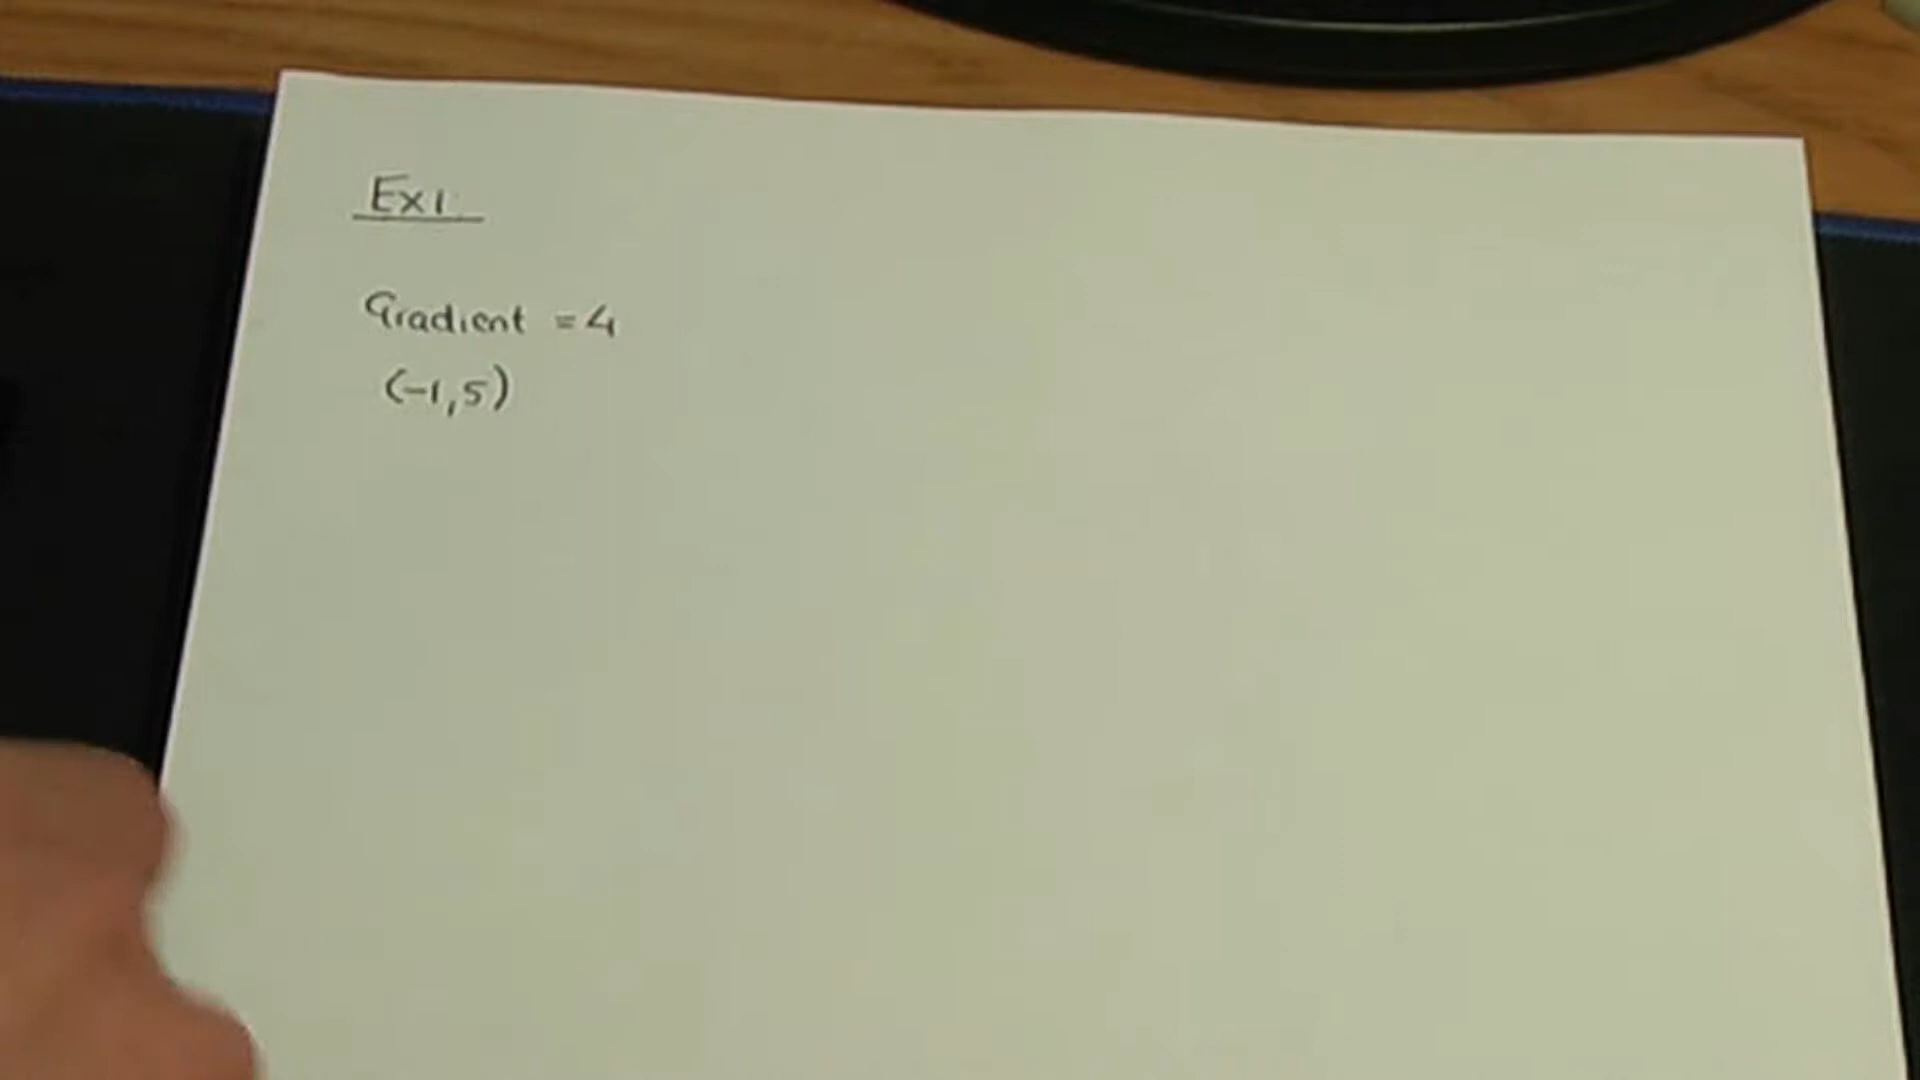 Ex1
Gradient = 4
(-1,5)